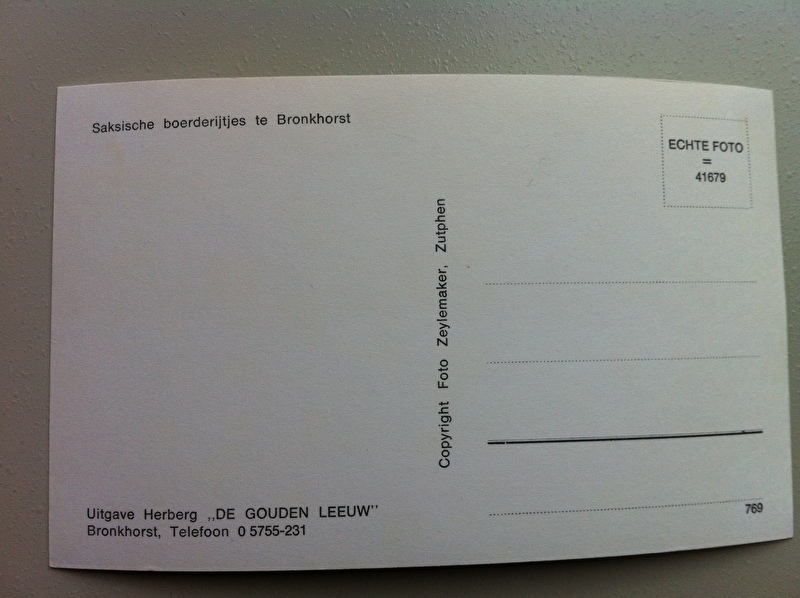 Saksische boerderijtjes te Bronkhorst
ECHTE FOTO
=
41679
Copyright Foto Zeylemaker, Zutphen
Uitgave Herberg ,,DE GOUDEN LEEUW''
Bronkhorst, Telefoon 0 5755-231
769